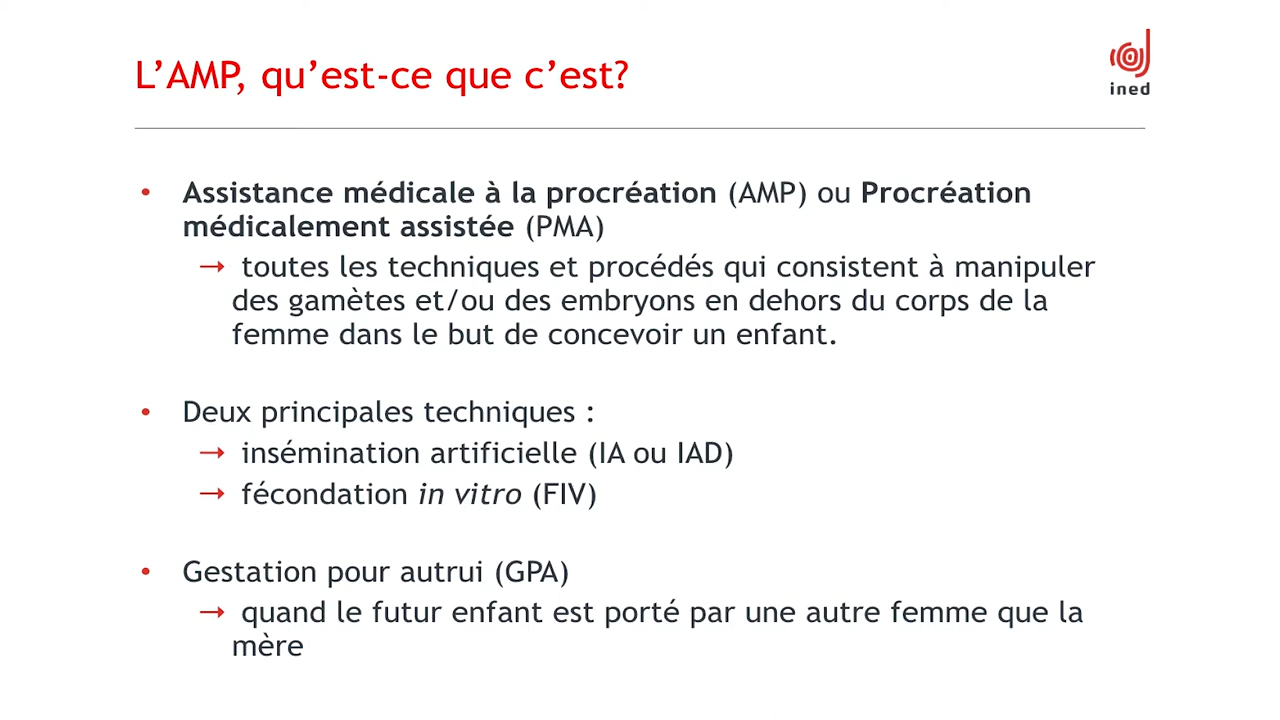 L’AMP, qu’est-ce que c’est?
ined
• Assistance médicale à la procréation (AMP) ou Procréation
médicalement assistée (PMA)
→ toutes les techniques et procédés qui consistent à manipuler
des gamètes et/ou des embryons en dehors du corps de la
femme dans le but de concevoir un enfant.
• Deux principales techniques :
→ insémination artificielle (IA ou IAD)
→ fécondation in vitro (FIV)
• Gestation pour autrui (GPA)
→ quand le futur enfant est porté par une autre femme que la
mère